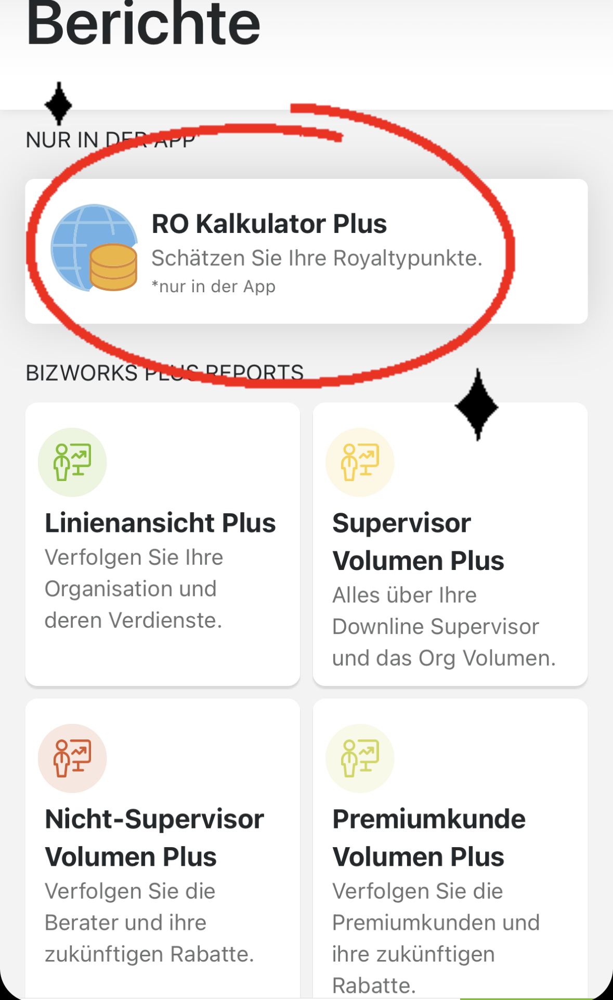 Berichte
NUR IN DER APP
RO Kalkulator Plus
Schätzen Sie Ihre Royaltypunkte.
*nur in der App
BIZWORKS PLUS REPORTS
Linienansicht Plus
Verfolgen Sie Ihre
Organisation und
deren Verdienste.
Supervisor
Volumen Plus
Alles über Ihre
Downline Supervisor
und das Org Volumen.
Nicht-Supervisor
Volumen Plus
Verfolgen Sie die
Berater und ihre
zukünftigen Rabatte.
Premiumkunde
Volumen Plus
Verfolgen Sie die
Premiumkunden und
ihre zukünftigen
Rabatte.